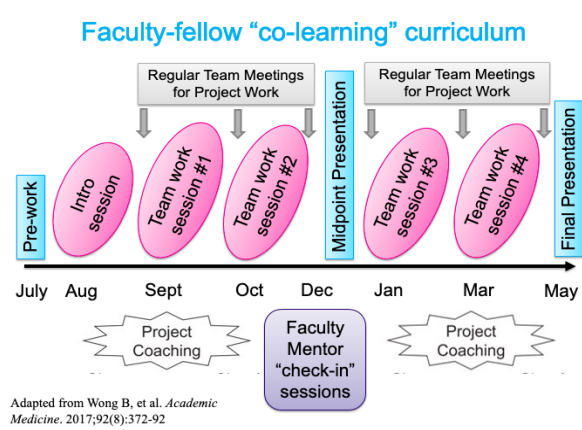 Faculty-fellow “co-learning” curriculum
Regular Team Meetings
for Project Work
Regular Team Meetings
for Project Work
Pre-work
Intro
session
Team work
session #1
Team work
session #2
Midpoint Presentation
Team work
session #3
Team work
session #4
Final Presentation
July
Aug
Sept
Oct
Dec
Jan
Mar
May
Project
Coaching
Faculty
Mentor
“check-in”
sessions
Project
Coaching
Adapted from Wong B, et al. Academic
Medicine. 2017;92(8):372-92